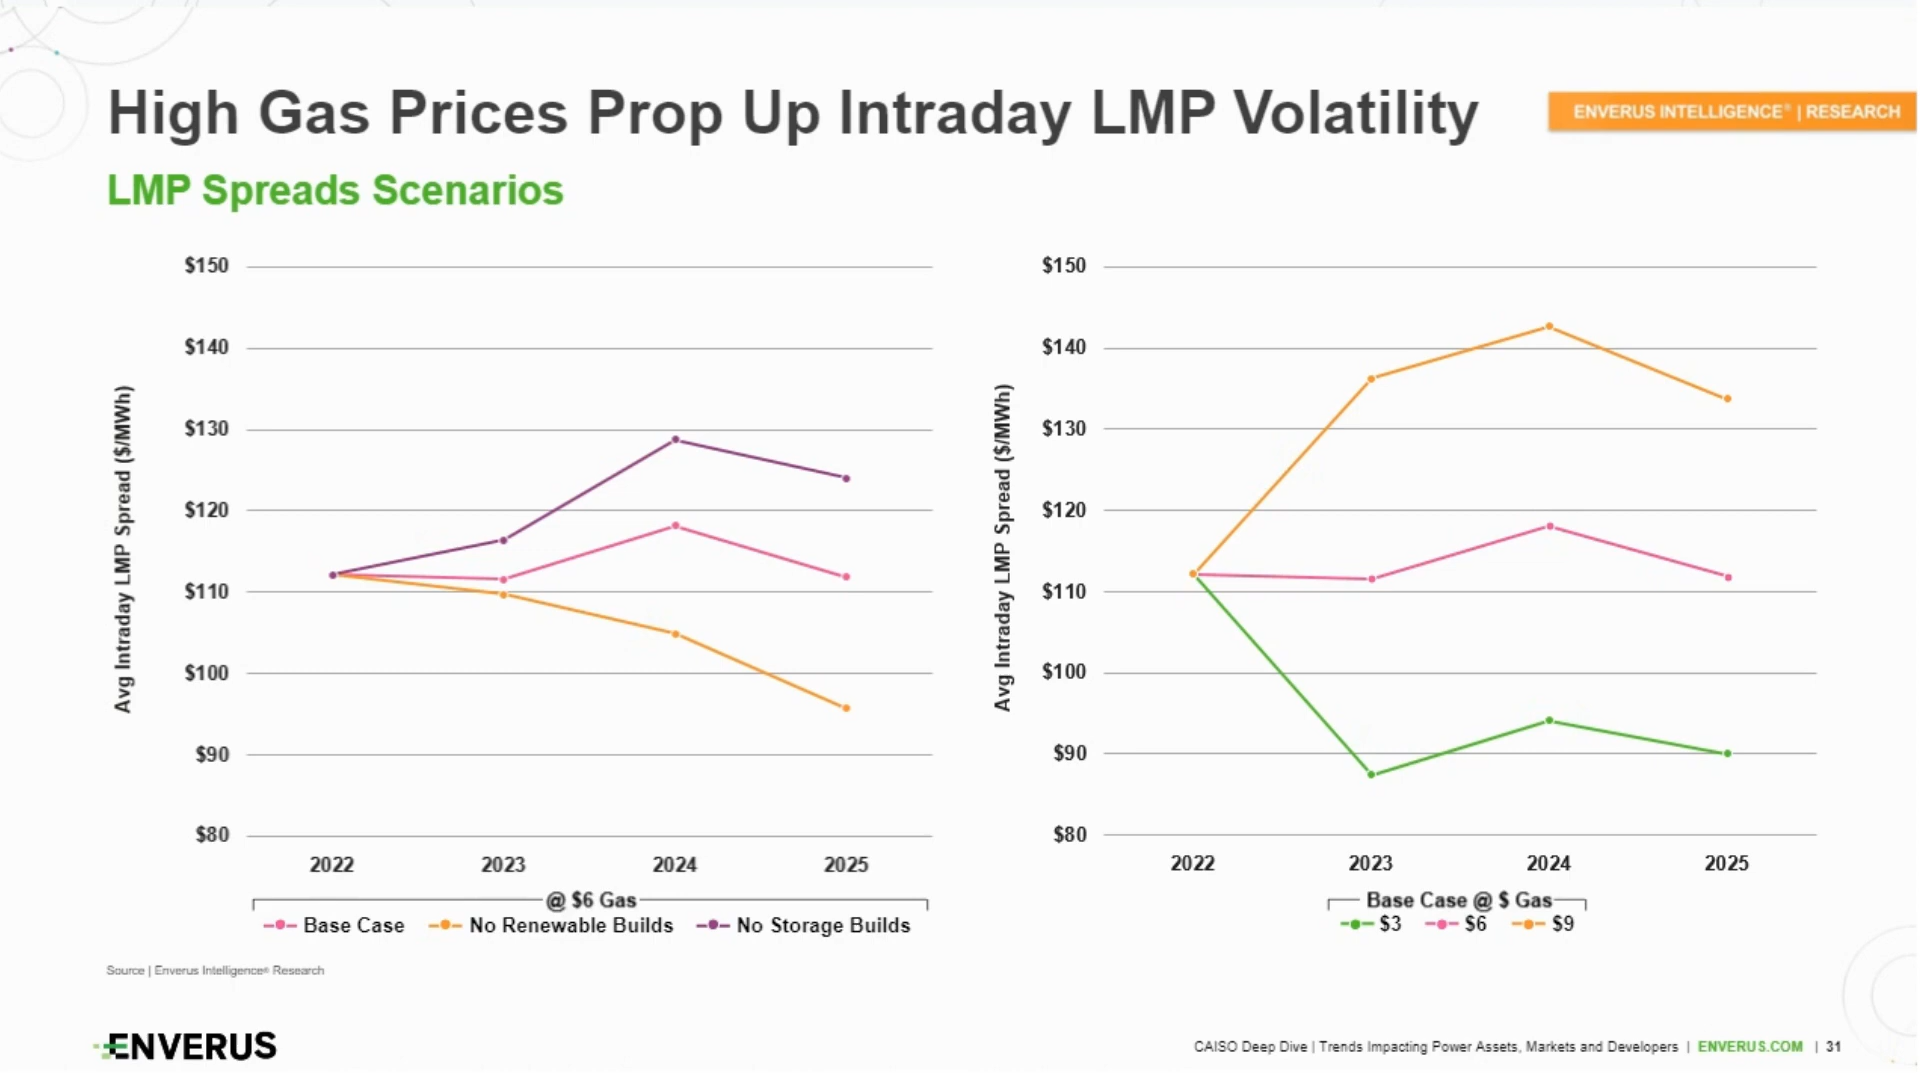 High Gas Prices Prop Up Intraday LMP Volatility
ENVERUS INTELLIGENCE® | RESEARCH
LMP Spreads Scenarios
Avg Intraday LMP Spread ($/MWh)
$150
$140
$130
$120
$110
$100
$90
$80
2022 2023 2024 2025
@ $6 Gas
Base Case No Renewable Builds No Storage Builds
Avg Intraday LMP Spread ($/MWh)
$150
$140
$130
$120
$110
$100
$90
$80
2022 2023 2024 2025
Base Case @ $ Gas
$3 $6 $9
Source | Enverus Intelligence® Research
ENVERUS
CAISO Deep Dive | Trends Impacting Power Assets, Markets and Developers | ENVERUS.COM | 31